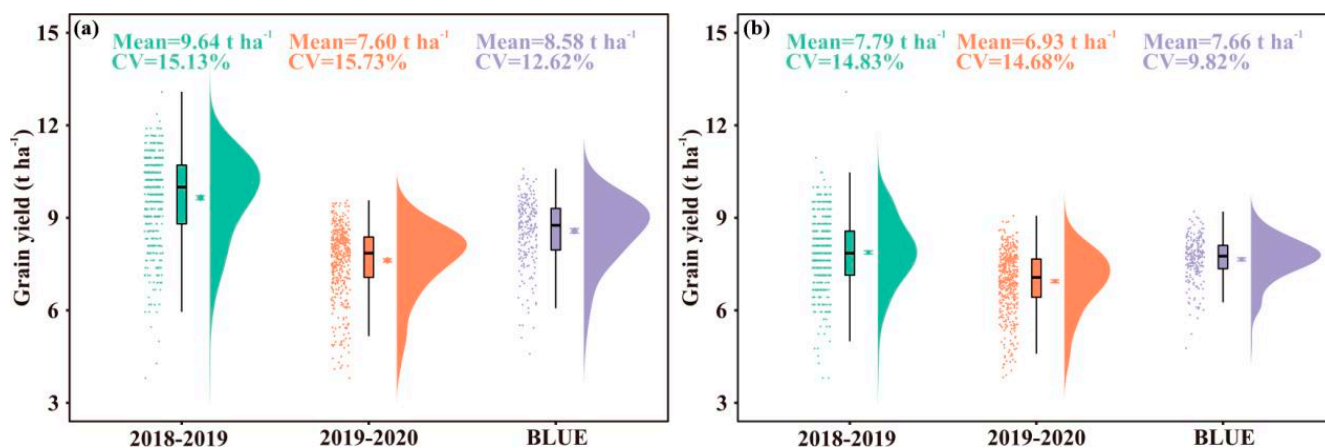 (a)
Mean=9.64 t ha⁻¹
CV=15.13%
Mean=7.60 t ha⁻¹
CV=15.73%
Mean=8.58 t ha⁻¹
CV=12.62%
Grain yield (t ha⁻¹)
15
12
9
6
3
2018-2019
2019-2020
BLUE
(b)
Mean=7.79 t ha⁻¹
CV=14.83%
Mean=6.93 t ha⁻¹
CV=14.68%
Mean=7.66 t ha⁻¹
CV=9.82%
Grain yield (t ha⁻¹)
15
12
9
6
3
2018-2019
2019-2020
BLUE